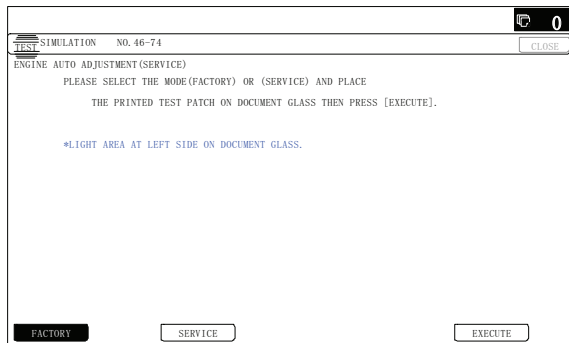 0
TEST SIMULATION NO.46-74 CLOSE
ENGINE AUTO ADJUSTMENT(SERVICE)
PLEASE SELECT THE MODE(FACTORY) OR (SERVICE) AND PLACE
THE PRINTED TEST PATCH ON DOCUMENT GLASS THEN PRESS [EXECUTE].
*LIGHT AREA AT LEFT SIDE ON DOCUMENT GLASS.
FACTORY SERVICE EXECUTE